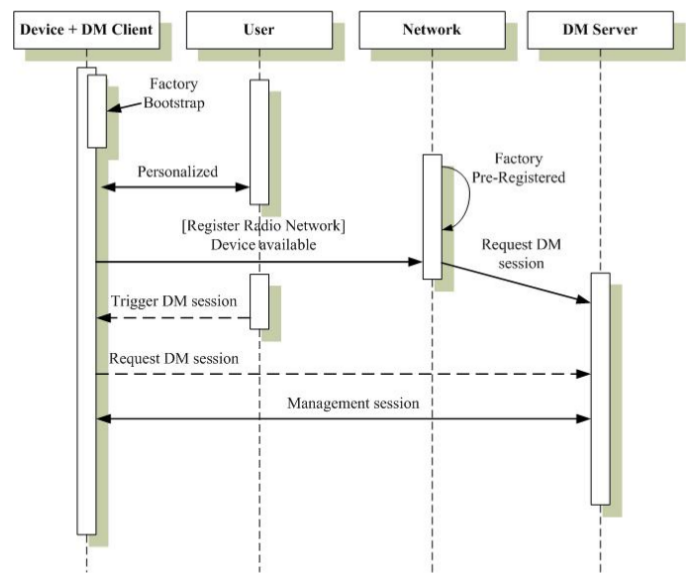 Device + DM Client
User
Network
DM Server
Factory
Bootstrap
Personalized
Factory
Pre-Registered
[Register Radio Network]
Device available
Request DM
session
Trigger DM session
Request DM session
Management session